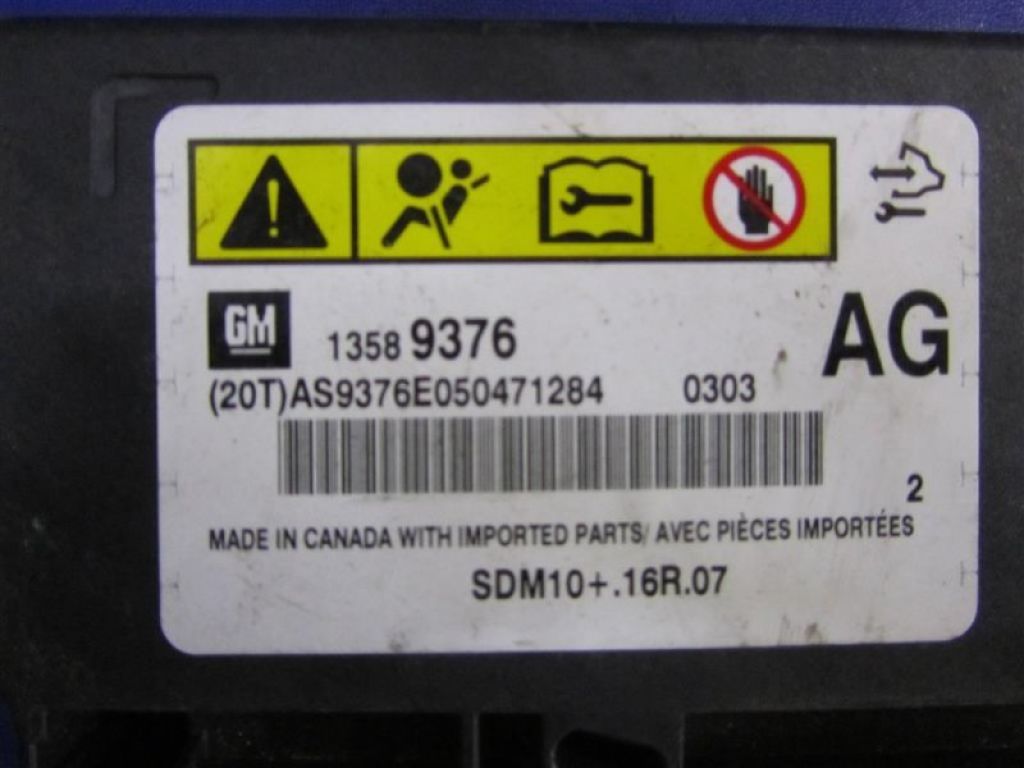 GM 1358 9376 AG
(20T)AS9376E050471284 0303
2
MADE IN CANADA WITH IMPORTED PARTS/ AVEC PIÈCES IMPORTÉES
SDM10+.16R.07